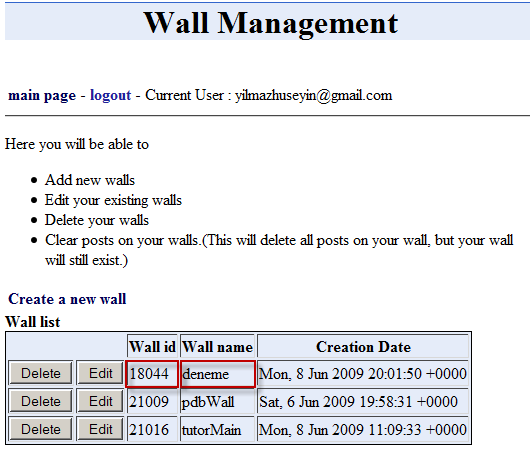 Wall Management
main page - logout - Current User : yilmazhuseyin@gmail.com
Here you will be able to
Add new walls
Edit your existing walls
Delete your walls
Clear posts on your walls.(This will delete all posts on your wall, but your wall
will still exist.)
Create a new wall
Wall list
Wall id Wall name Creation Date
Delete Edit 18044 deneme Mon, 8 Jun 2009 20:01:50 +0000
Delete Edit 21009 pdbWall Sat, 6 Jun 2009 19:58:31 +0000
Delete Edit 21016 tutorMain Mon, 8 Jun 2009 11:09:33 +0000